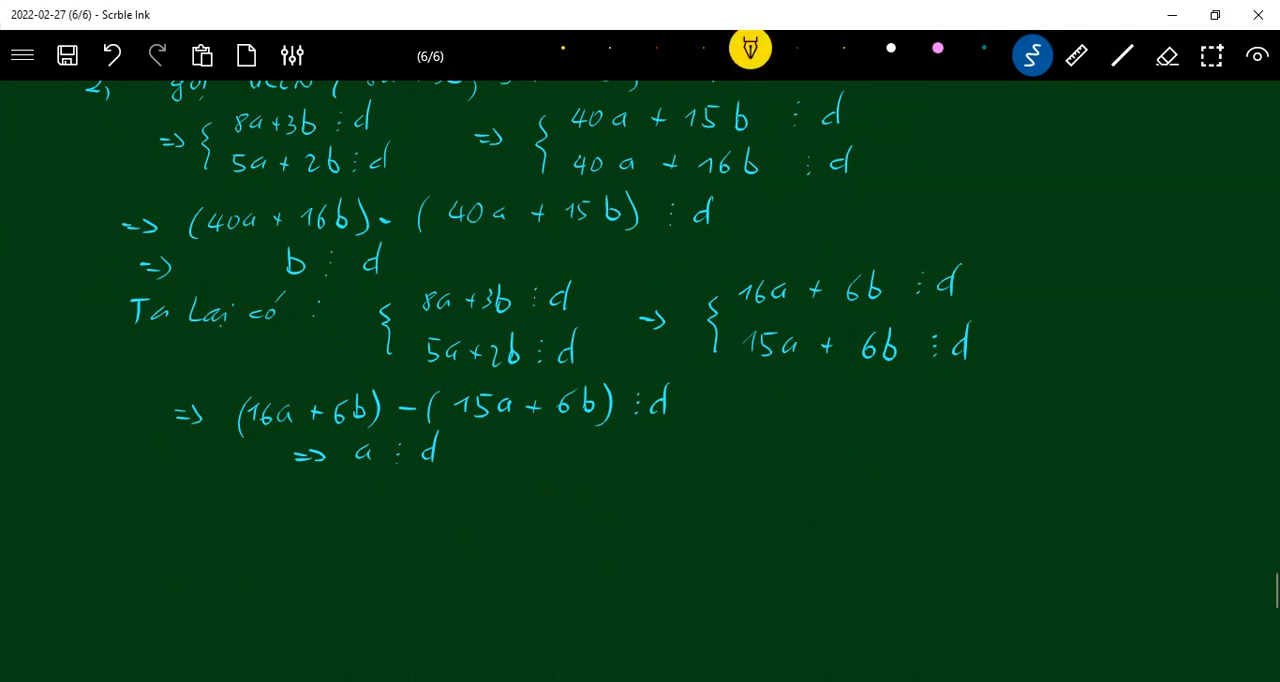 2022-02-27 (6/6) - Scrble Ink
(6/6)
2, gọi
=> { 8a+3b ⋮ d => { 40a + 15b ⋮ d
5a + 2b ⋮ d 40a + 16b ⋮ d
=> (40a + 16b) - (40a + 15b) ⋮ d
=> b ⋮ d
Ta Lại có : { 8a+3b ⋮ d => { 16a + 6b ⋮ d
5a+2b ⋮ d 15a + 6b ⋮ d
=> (16a + 6b) - (15a + 6b) ⋮ d
=> a ⋮ d